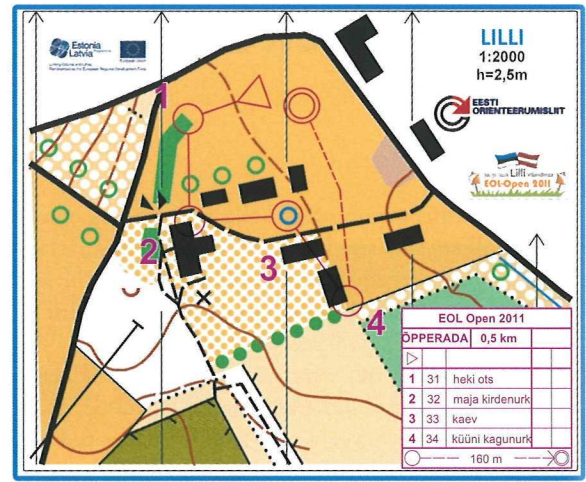 Estonia
Latvia
LILLI
1:2000
h=2,5m
EESTI
ORIENTEERUMISLIIT
Lilli
EOL-Open 2011
1
2
3
4
EOL Open 2011
ÕPPERADA 0,5 km
1 31 heki ots
2 32 maja kirdenurk
3 33 kaev
4 34 küüni kagunurk
160 m